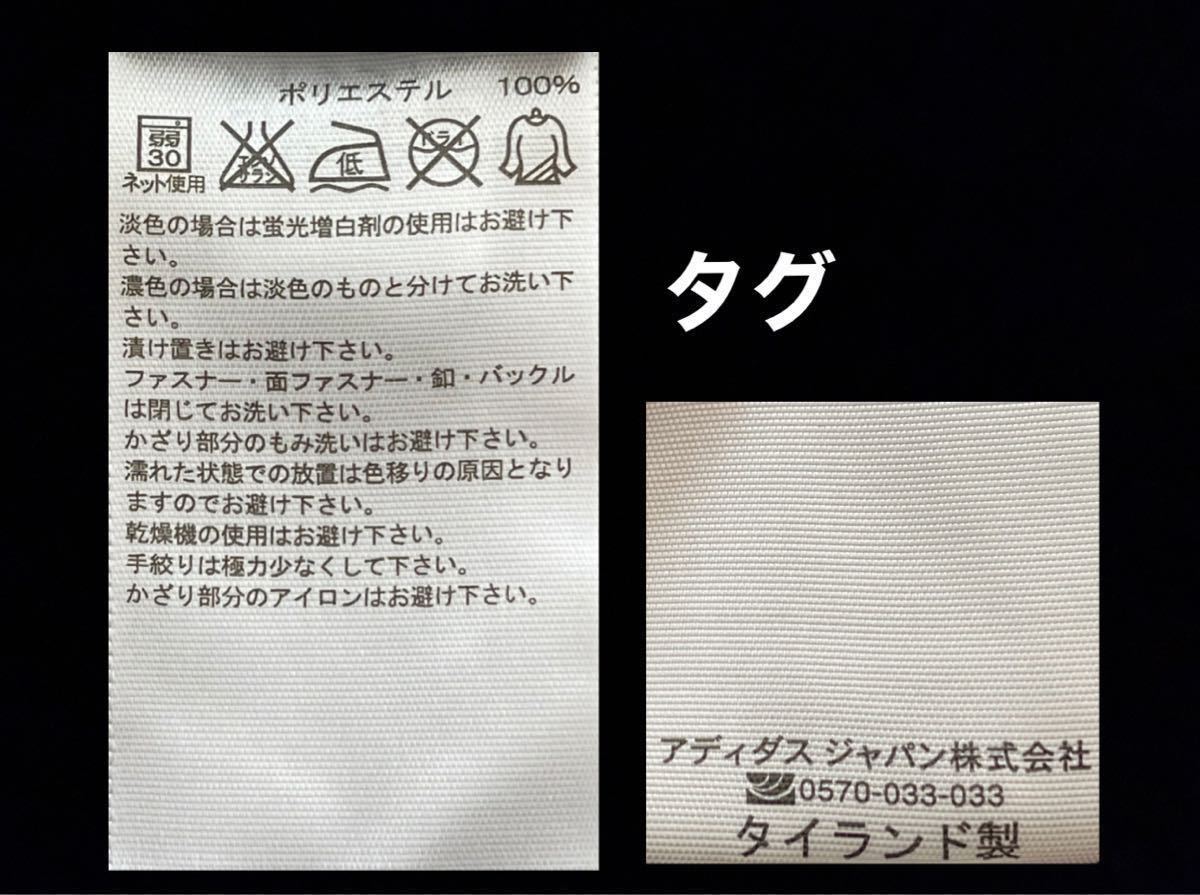 ポリエステル 100%
弱
30
ネット使用
エンソ
サラシ
低
ドライ
淡色の場合は蛍光増白剤の使用はお避け下
さい。
濃色の場合は淡色のものと分けてお洗い下
さい。
漬け置きはお避け下さい。
ファスナー・面ファスナー・釦・バックル
は閉じてお洗い下さい。
かざり部分のもみ洗いはお避け下さい。
濡れた状態での放置は色移りの原因となり
ますのでお避け下さい。
乾燥機の使用はお避け下さい。
手絞りは極力少なくして下さい。
かざり部分のアイロンはお避け下さい。
タグ
アディダス ジャパン株式会社
0570-033-033
タイランド製